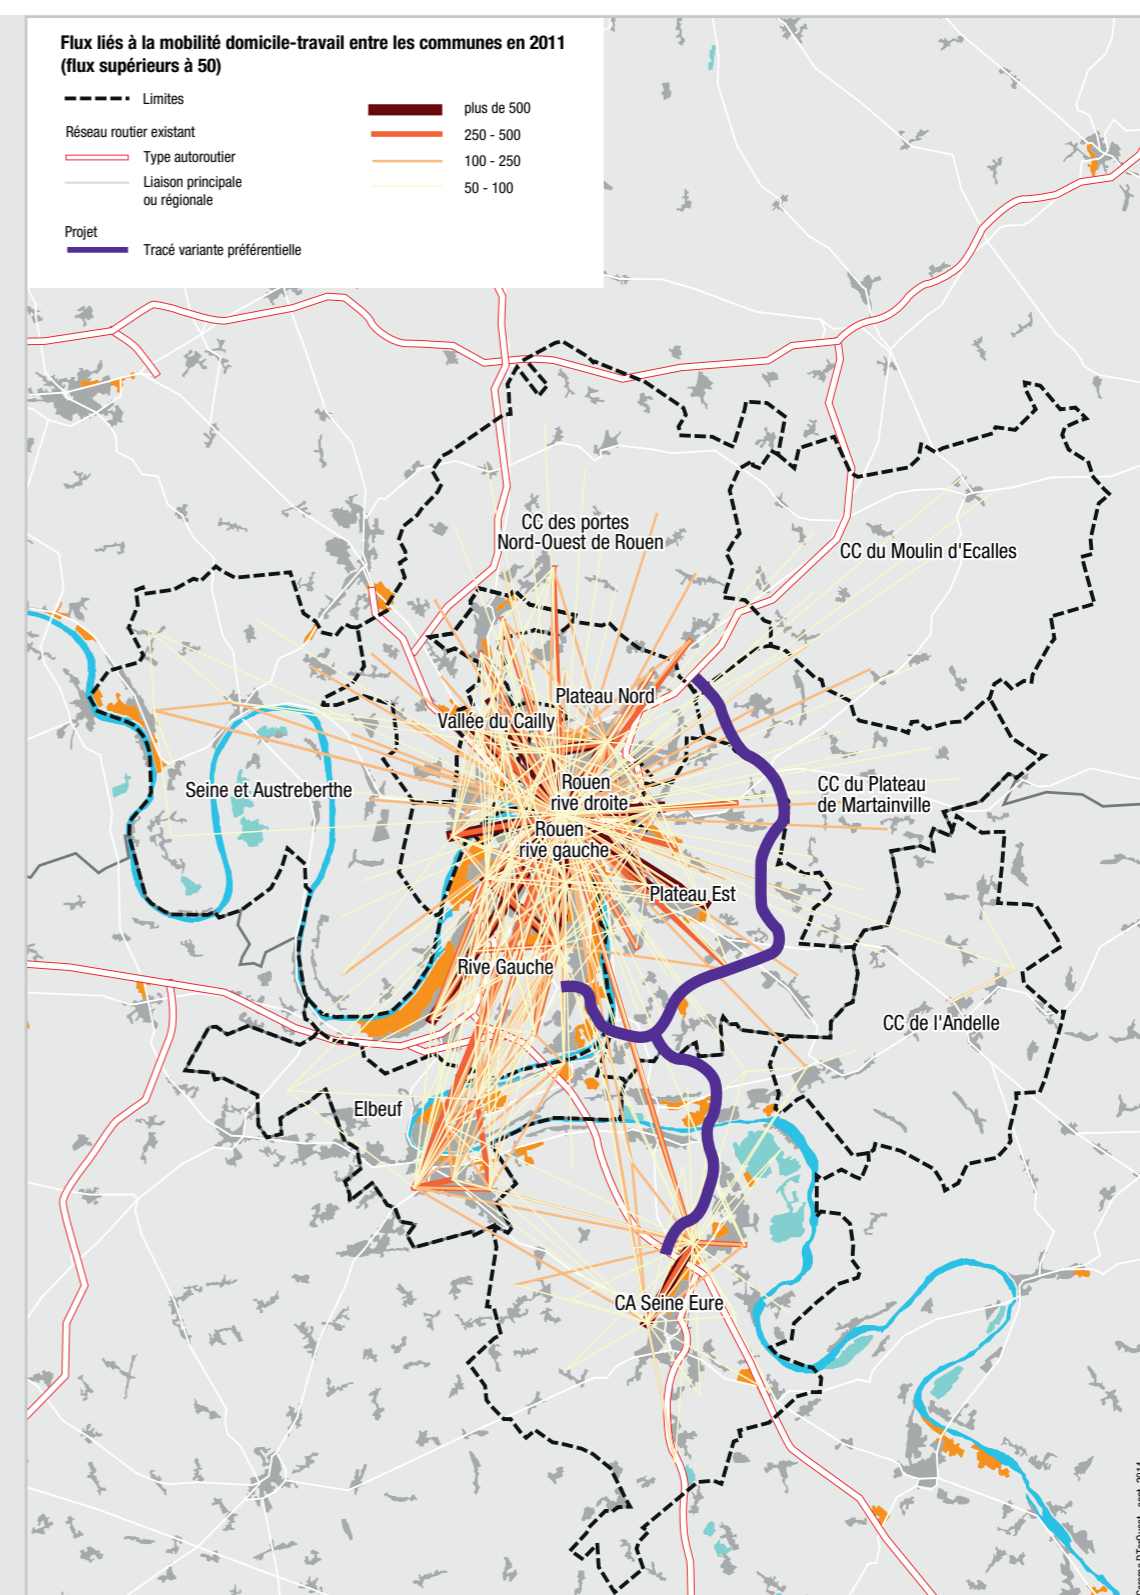 Flux liés à la mobilité domicile-travail entre les communes en 2011
(flux supérieurs à 50)
Limites
Réseau routier existant
Type autoroutier
Liaison principale
ou régionale
Projet
Tracé variante préférentielle
plus de 500
250 - 500
100 - 250
50 - 100
CC des portes
Nord-Ouest de Rouen
CC du Moulin d'Ecalles
Plateau Nord
Vallée du Cailly
Seine et Austreberthe
Rouen
rive droite
CC du Plateau
de Martainville
Rouen
rive gauche
Plateau Est
Rive Gauche
CC de l'Andelle
Elbeuf
CA Seine Eure
sept. 2014